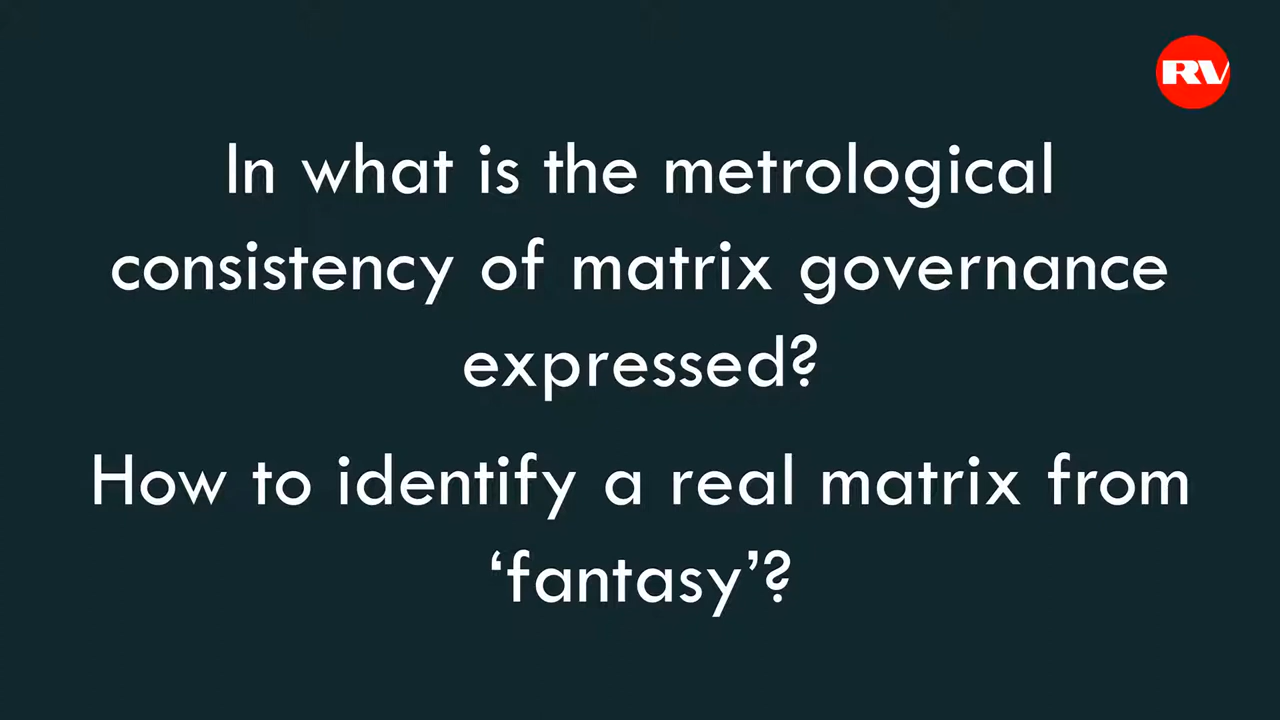 RV
In what is the metrological
consistency of matrix governance
expressed?
How to identify a real matrix from
‘fantasy’?